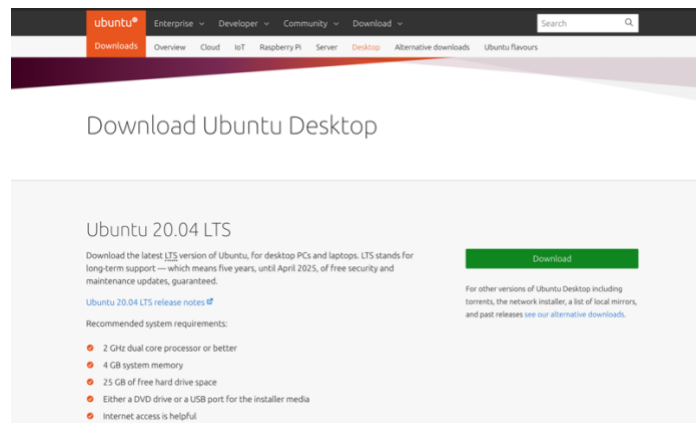 ubuntu® Enterprise Developer Community Download Search
Downloads Overview Cloud IoT Raspberry Pi Server Desktop Alternative downloads Ubuntu flavours
Download Ubuntu Desktop
Ubuntu 20.04 LTS
Download the latest LTS version of Ubuntu, for desktop PCs and laptops. LTS stands for
long-term support — which means five years, until April 2025, of free security and
maintenance updates, guaranteed.
Ubuntu 20.04 LTS release notes
Recommended system requirements:
2 GHz dual core processor or better
4 GB system memory
25 GB of free hard drive space
Either a DVD drive or a USB port for the installer media
Internet access is helpful
Download
For other versions of Ubuntu Desktop including
torrents, the network installer, a list of local mirrors,
and past releases see our alternative downloads.